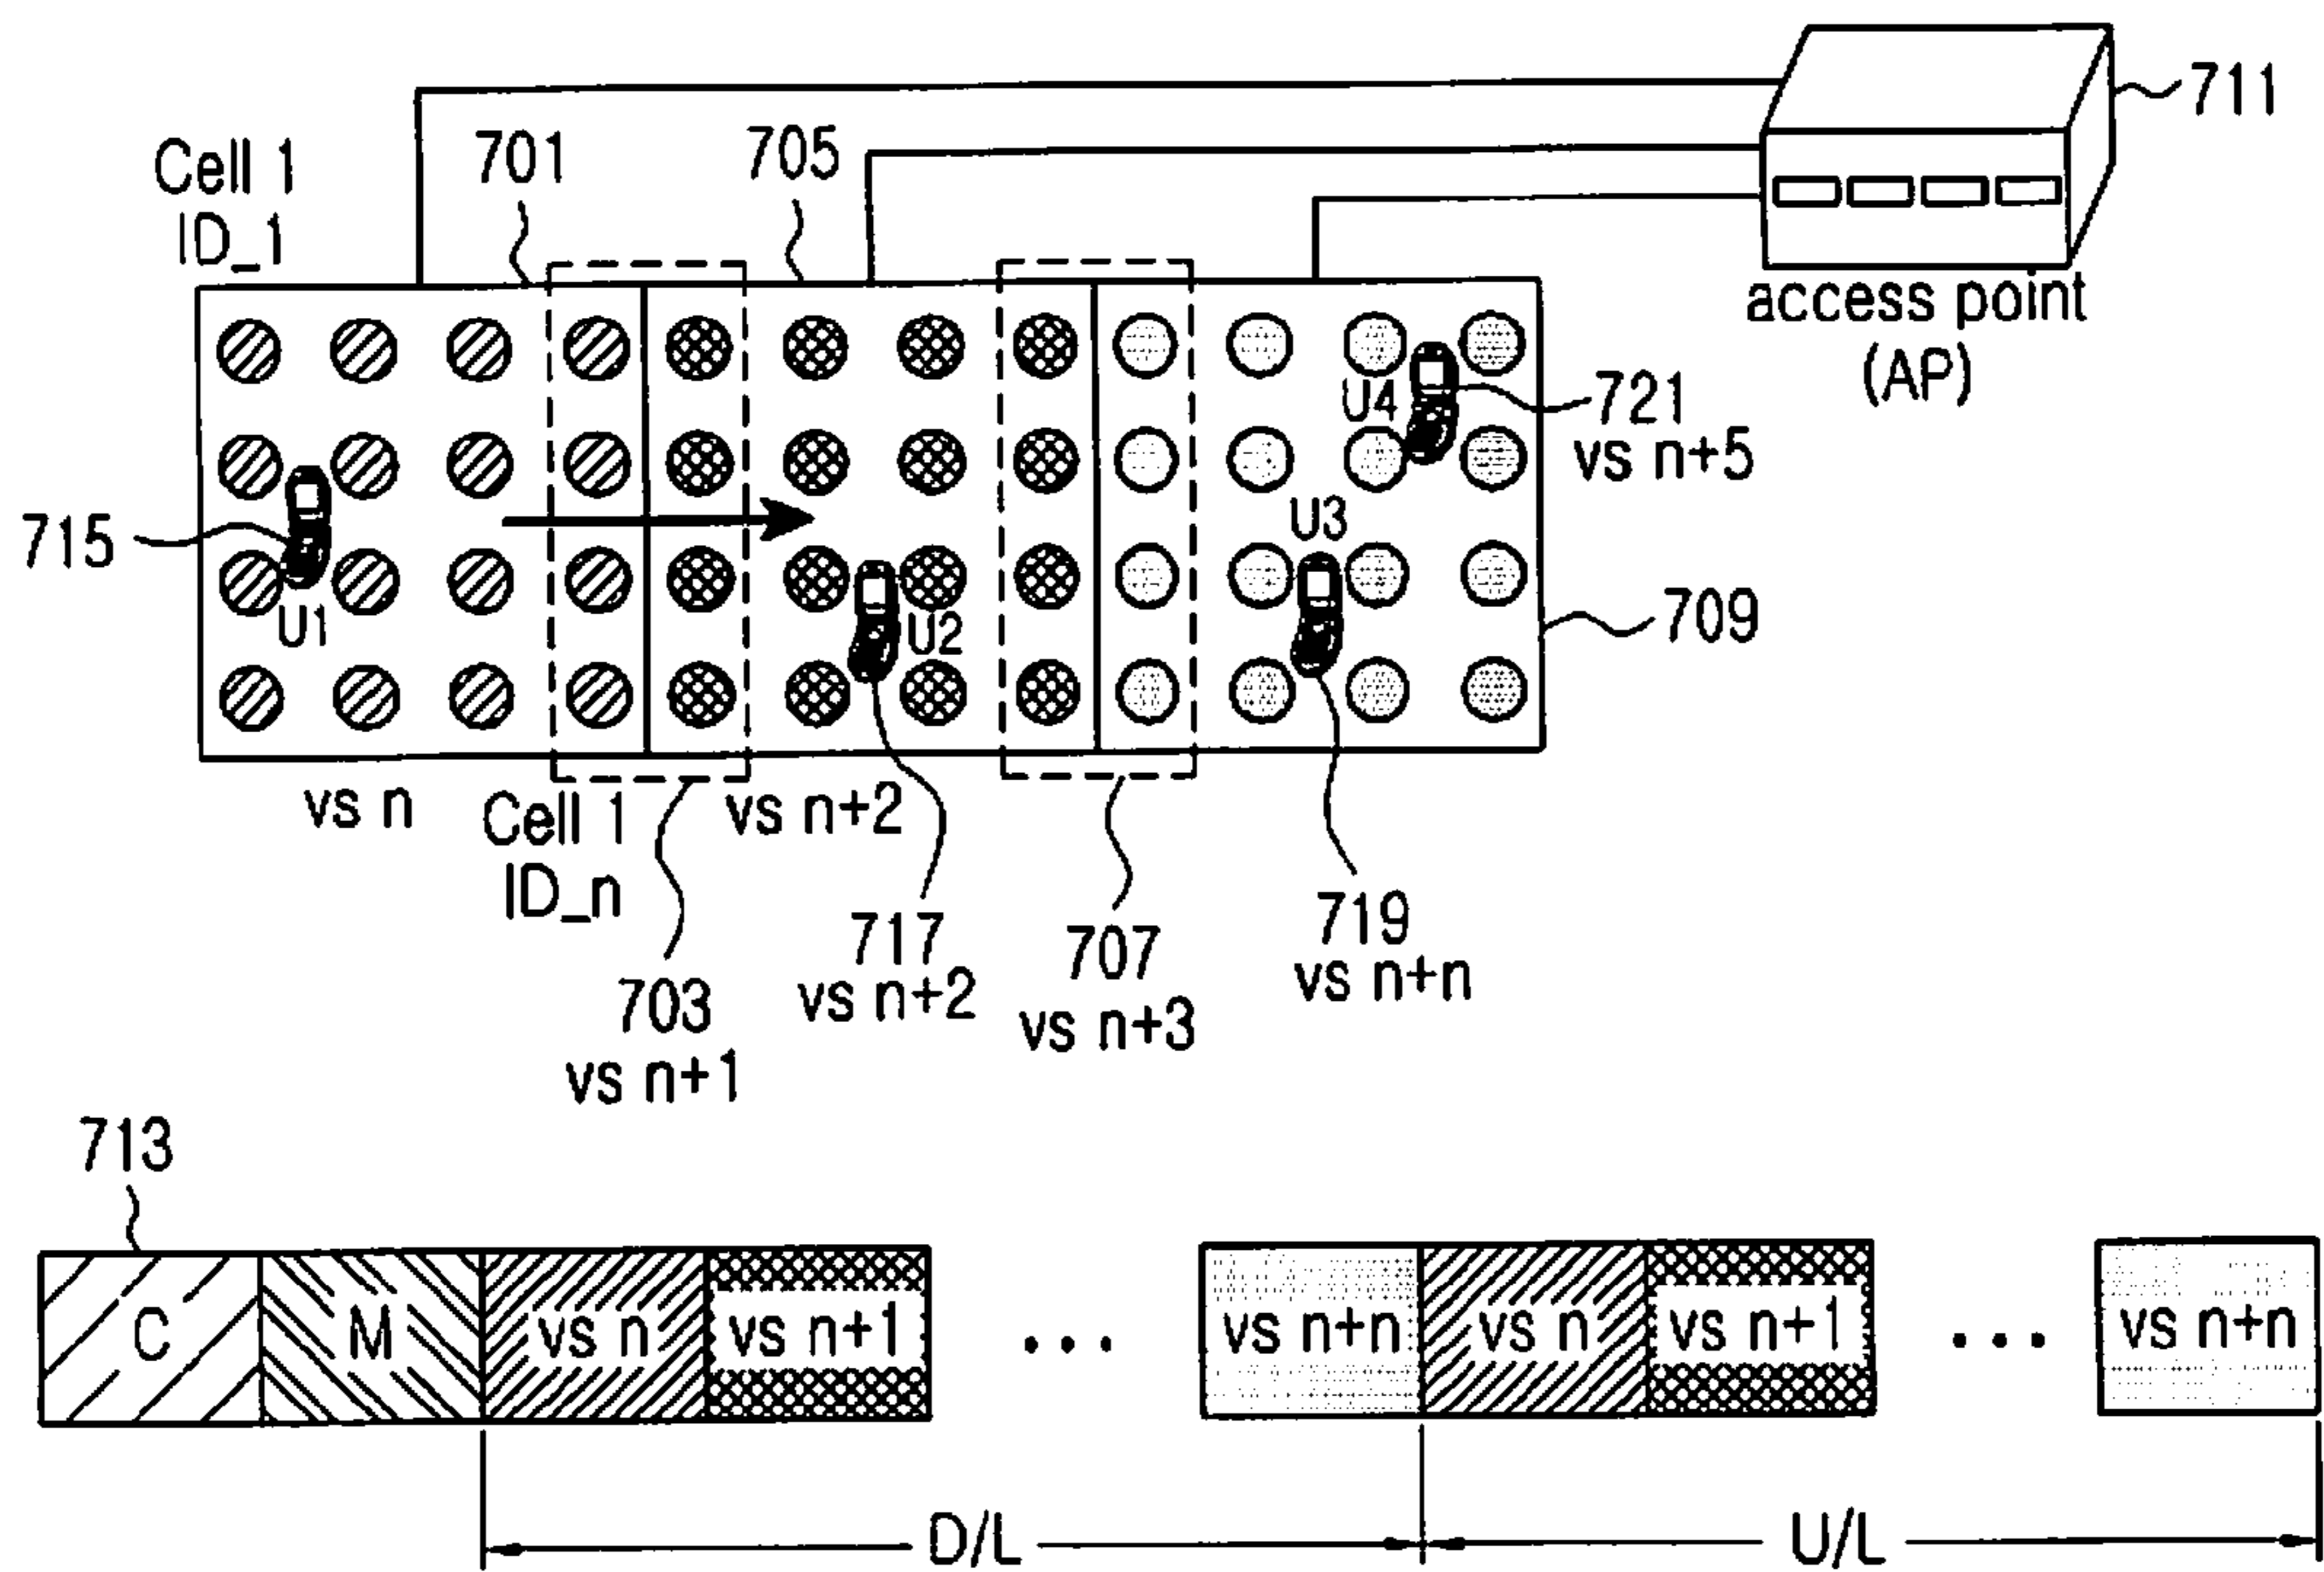 711
Cell 1
ID_1
701
705
access point
(AP)
U4
721
vs n+5
U3
715
U1
U2
709
vs n
Cell 1
ID_n
vs n+2
717
vs n+2
719
vs n+n
707
vs n+3
703
vs n+1
713
C M vs n vs n+1 ... vs n+n vs n vs n+1 ... vs n+n
D/L U/L